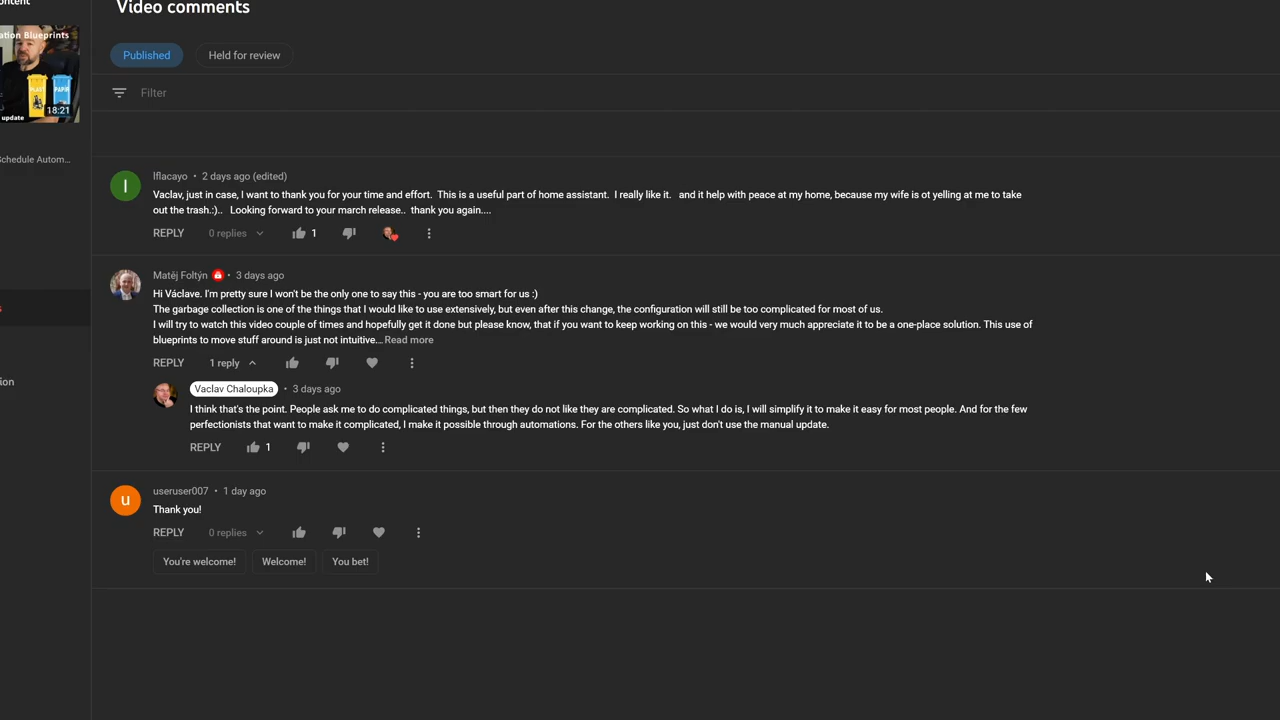 ontent
Video comments
ation Blueprints
PAPIR
18:21
update
Schedule Autom...
s
ion
Published
Held for review
Filter
l
lflacayo • 2 days ago (edited)
Vaclav, just in case, I want to thank you for your time and effort. This is a useful part of home assistant. I really like it. and it help with peace at my home, because my wife is ot yelling at me to take
out the trash.:).. Looking forward to your march release.. thank you again....
REPLY 0 replies 1
Matěj Foltýn • 3 days ago
Hi Václave. I'm pretty sure I won't be the only one to say this - you are too smart for us :)
The garbage collection is one of the things that I would like to use extensively, but even after this change, the configuration will still be too complicated for most of us.
I will try to watch this video couple of times and hopefully get it done but please know, that if you want to keep working on this - we would very much appreciate it to be a one-place solution. This use of
blueprints to move stuff around is just not intuitive.... Read more
REPLY 1 reply
Vaclav Chaloupka • 3 days ago
I think that's the point. People ask me to do complicated things, but then they do not like they are complicated. So what I do is, I will simplify it to make it easy for most people. And for the few
perfectionists that want to make it complicated, I make it possible through automations. For the others like you, just don't use the manual update.
REPLY 1
u
useruser007 • 1 day ago
Thank you!
REPLY 0 replies
You're welcome! Welcome! You bet!